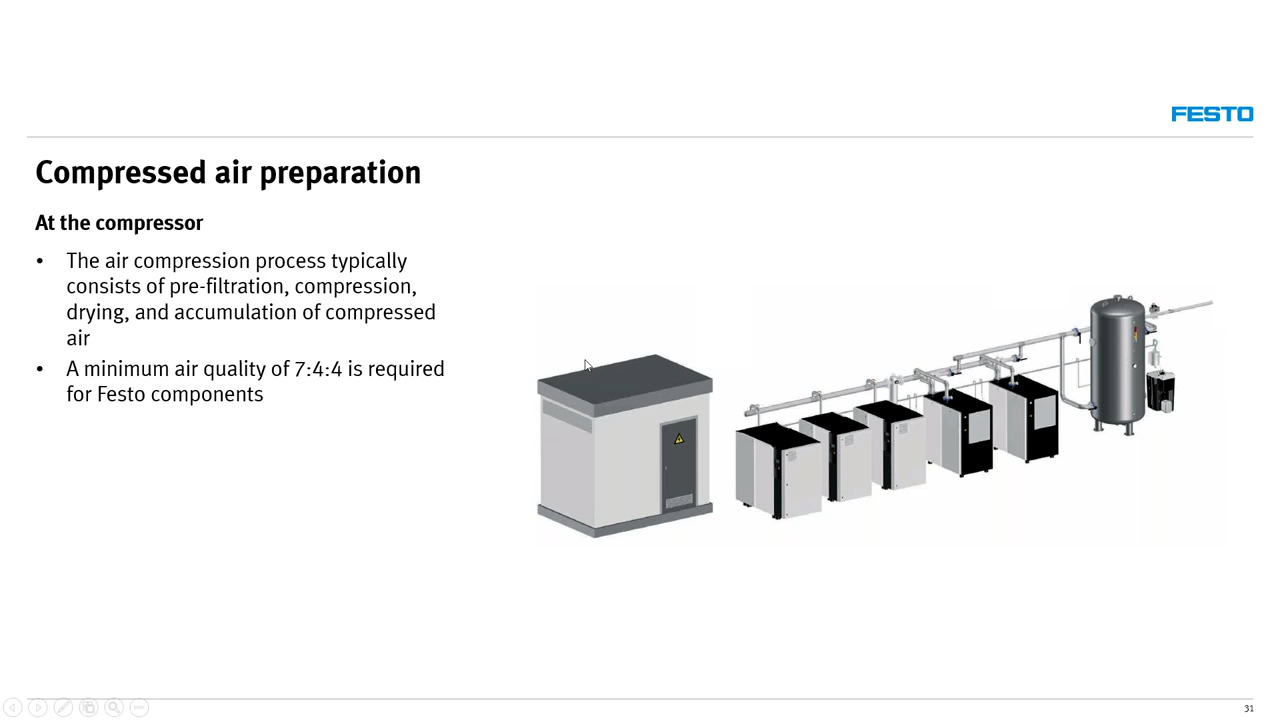 FESTO
Compressed air preparation
At the compressor
• The air compression process typically
consists of pre-filtration, compression,
drying, and accumulation of compressed
air
• A minimum air quality of 7:4:4 is required
for Festo components
31